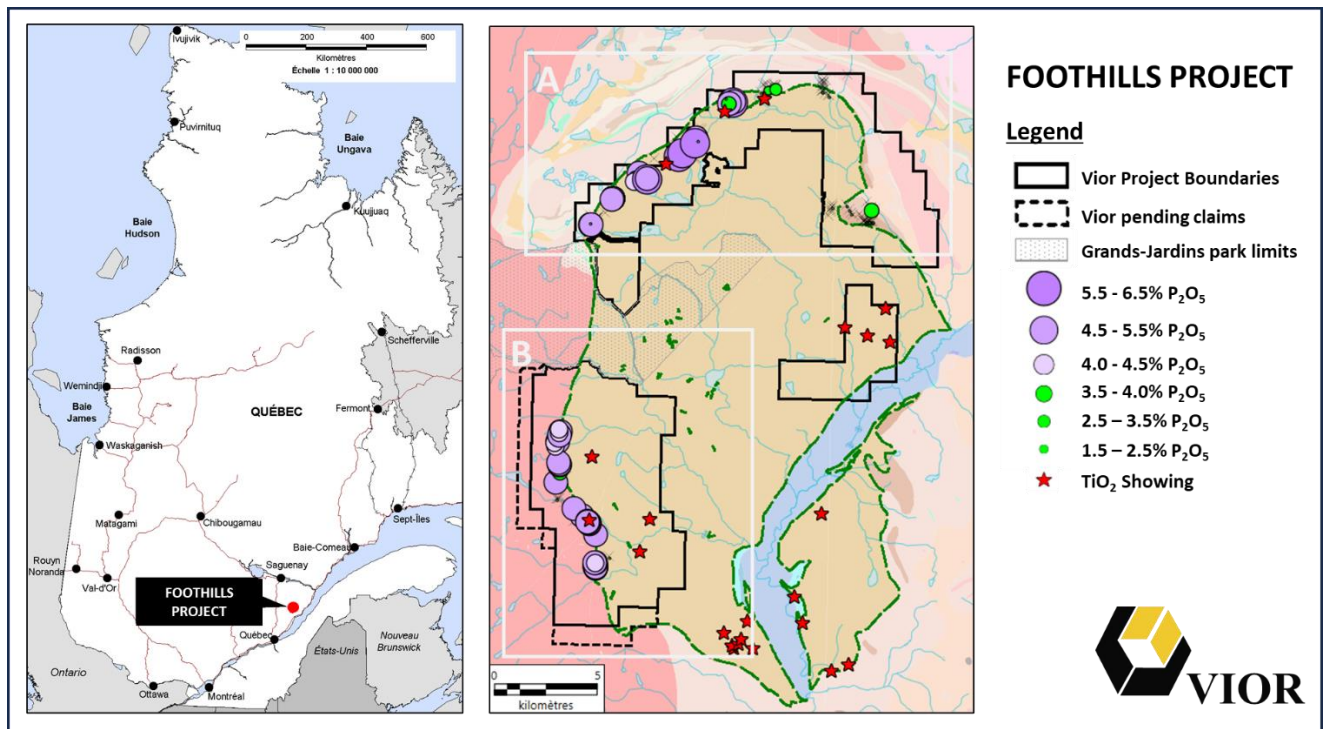 Ivujivik
0 200 400 600
Kilomètres
Échelle 1 : 10 000 000
Puvirnituq
Baie
Ungava
Kuujjuaq
Baie
Hudson
Schefferville
Radisson
Wemindji
Baie
James
QUÉBEC
Fermont
Waskaganish
Matagami
Chibougamau
Sept-Îles
Baie-Comeau
Rouyn
Noranda
Val-d'Or
Saguenay
FOOTHILLS
PROJECT
Québec
États-Unis
Nouveau
Brunswick
Ontario
Ottawa
Montréal
A
B
0 5
kilomètres
FOOTHILLS PROJECT
Legend
Vior Project Boundaries
Vior pending claims
Grands-Jardins park limits
5.5 - 6.5% P₂O₅
4.5 - 5.5% P₂O₅
4.0 - 4.5% P₂O₅
3.5 - 4.0% P₂O₅
2.5 – 3.5% P₂O₅
1.5 – 2.5% P₂O₅
TiO₂ Showing
VIOR